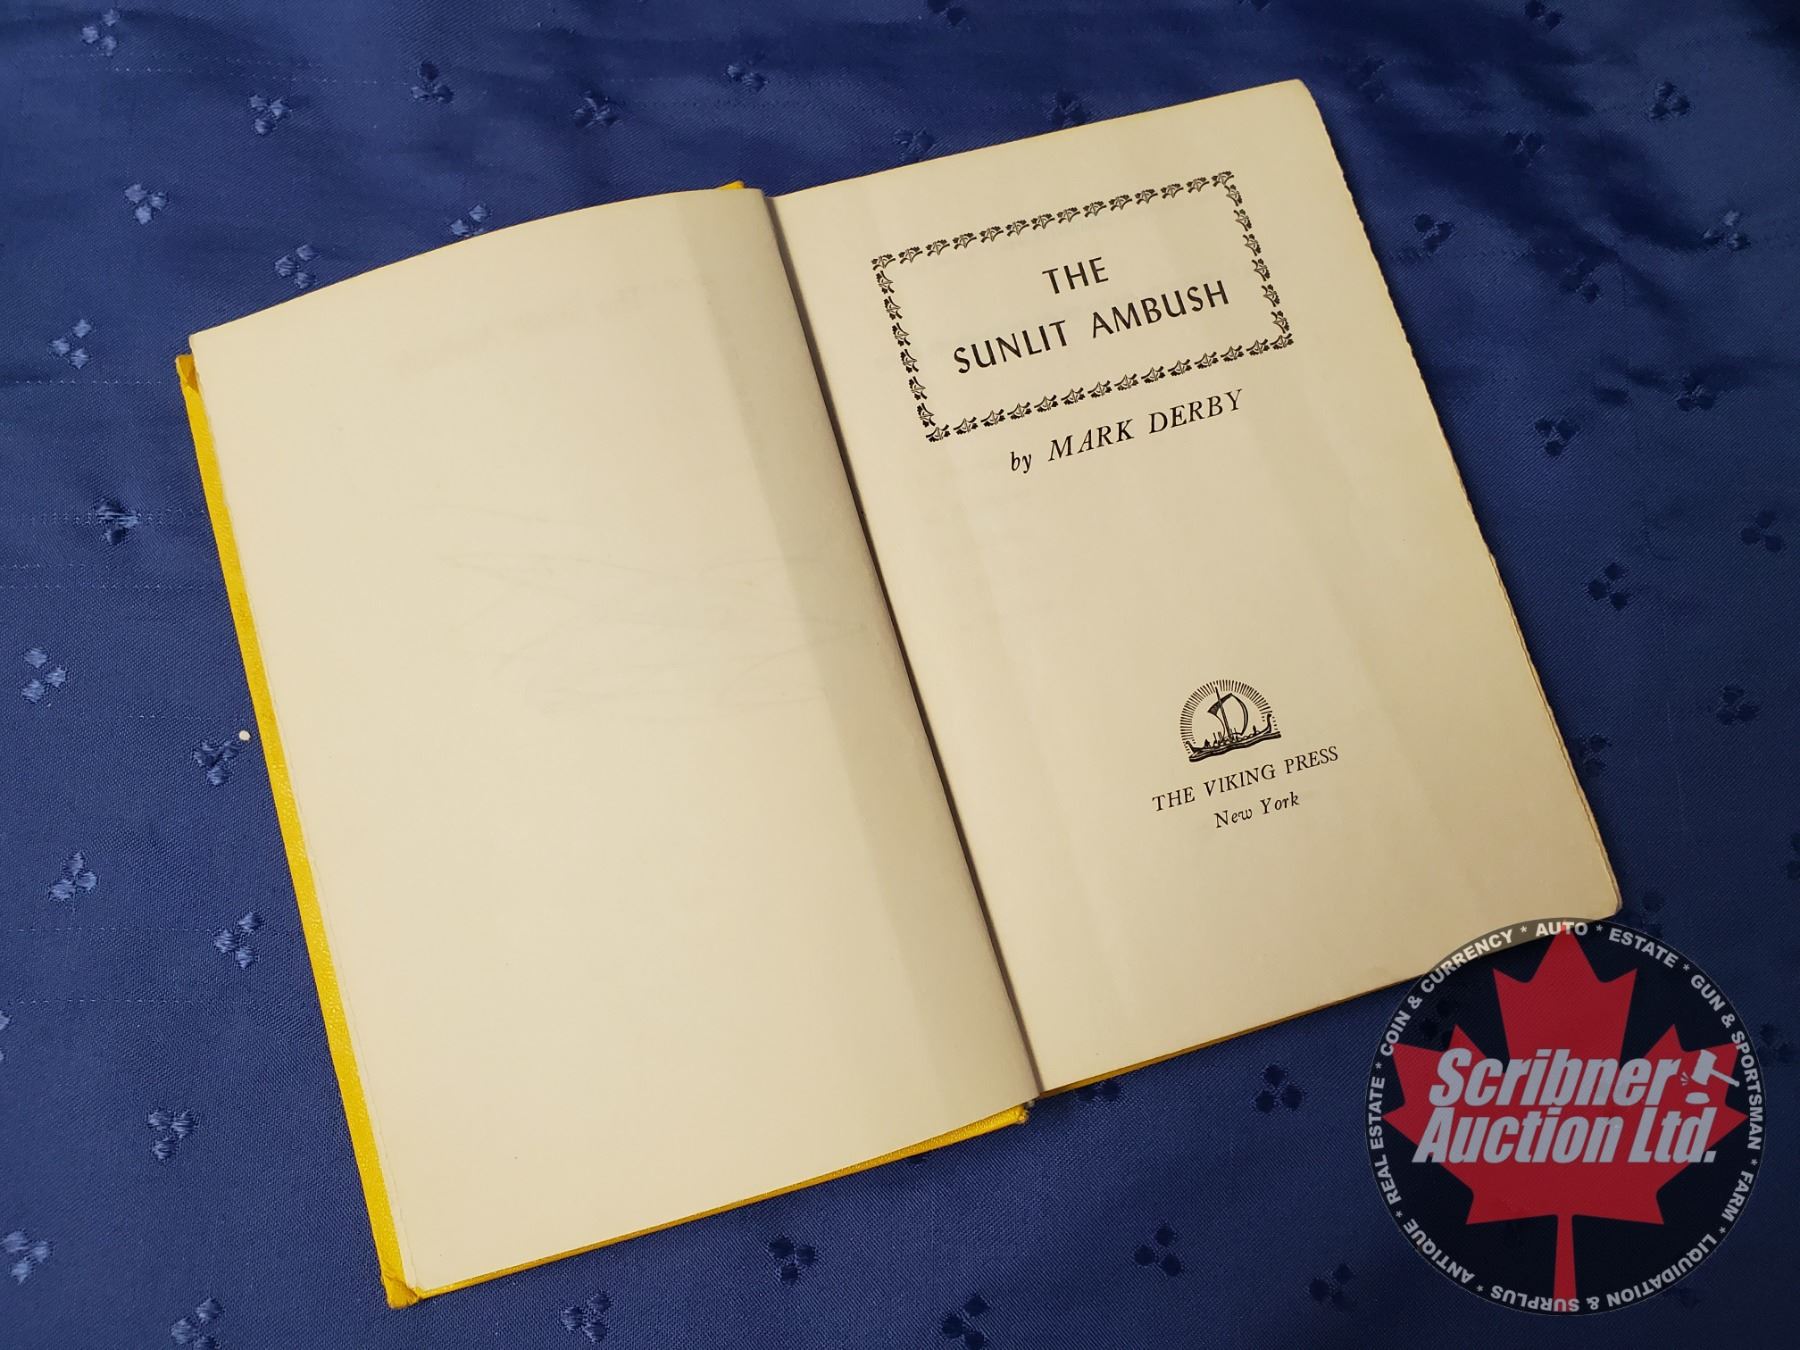 THE
SUNLIT AMBUSH
by MARK DERBY
THE VIKING PRESS
New York
COIN & CURRENCY * AUTO * ESTATE * GUN & SPORTSMAN * FARM * LIQUIDATION & SURPLUS * ANTIQUE * REAL ESTATE *
Scribner
Auction Ltd.